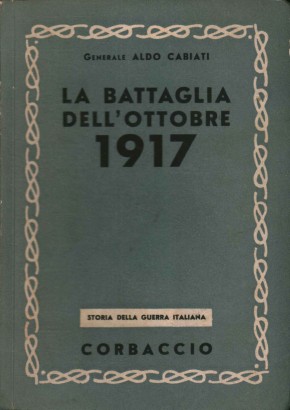 GENERALE ALDO CABIATI
LA BATTAGLIA
DELL'OTTOBRE
1917
STORIA DELLA GUERRA ITALIANA
CORBACCIO